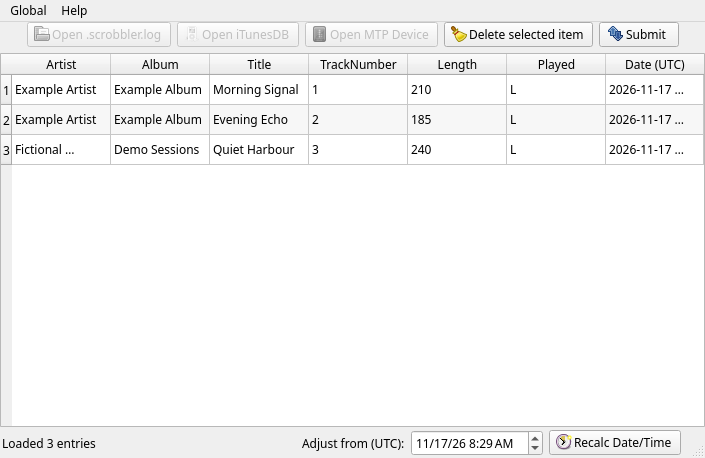 Global Help
Open .scrobbler.log Open iTunesDB Open MTP Device Delete selected item Submit
Artist Album Title TrackNumber Length Played Date (UTC)
1 Example Artist Example Album Morning Signal 1 210 L 2026-11-17 ...
2 Example Artist Example Album Evening Echo 2 185 L 2026-11-17 ...
3 Fictional ... Demo Sessions Quiet Harbour 3 240 L 2026-11-17 ...
Loaded 3 entries Adjust from (UTC): 11/17/26 8:29 AM Recalc Date/Time